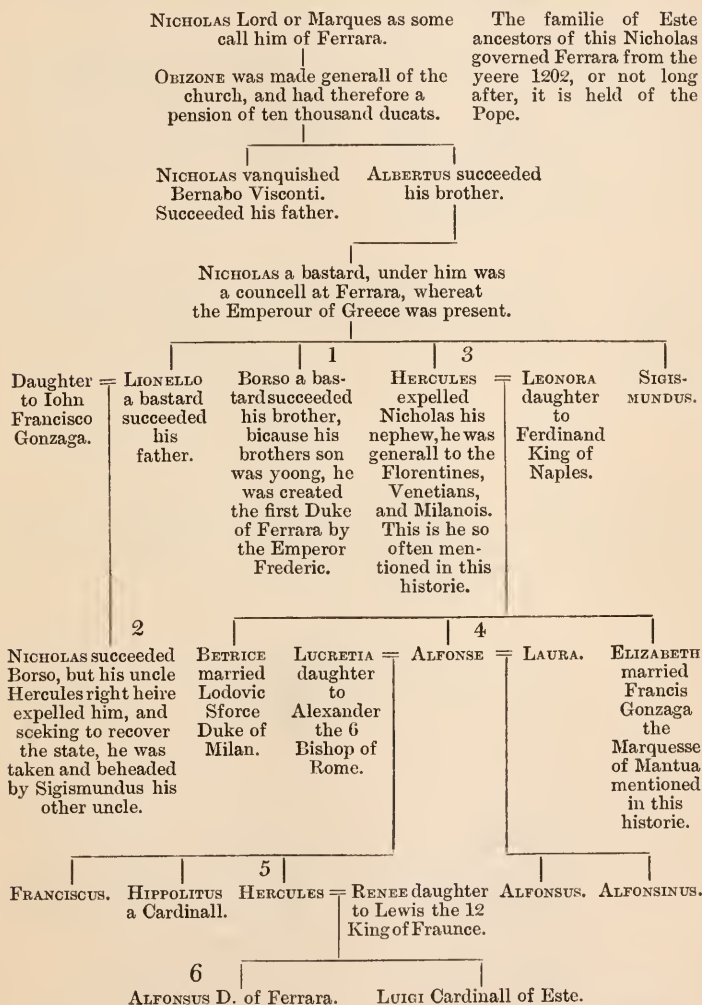 NICHOLAS Lord or Marques as some
call him of Ferrara.
The familie of Este
ancestors of this Nicholas
governed Ferrara from the
yeere 1202, or not long
after, it is held of the
Pope.
OBIZONE was made generall of the
church, and had therefore a
pension of ten thousand ducats.
NICHOLAS vanquished
Bernabo Visconti.
Succeeded his father.
ALBERTUS succeeded
his brother.
NICHOLAS a bastard, under him was
a councell at Ferrara, whereat
the Emperour of Greece was present.
Daughter =
to Iohn
Francisco
Gonzaga.
LIONELLO
a bastard
succeeded
his
father.
1
BORSO a bas-
tard succeeded
his brother,
bicause his
brothers son
was yoong, he
was created
the first Duke
of Ferrara by
the Emperor
Frederic.
3
HERCULES =
expelled
Nicholas his
nephew, he was
generall to the
Florentines,
Venetians,
and Milanois.
This is he so
often men-
tioned in this
historie.
LEONORA
daughter
to
Ferdinand
King of
Naples.
SIGIS-
MUNDUS.
2
NICHOLAS succeeded
Borso, but his uncle
Hercules right heire
expelled him, and
seeking to recover
the state, he was
taken and beheaded
by Sigismundus his
other uncle.
BETRICE
married
Lodovic
Sforce
Duke of
Milan.
LUCRETIA =
daughter
to
Alexander
the 6
Bishop of
Rome.
4
ALFONSE = LAURA.
ELIZABETH
married
Francis
Gonzaga
the
Marquesse
of Mantua
mentioned
in this
historie.
FRANCISCUS.
HIPPOLITUS
a Cardinall.
5
HERCULES =
RENEE daughter
to Lewis the 12
King of Fraunce.
ALFONSUS.
ALFONSINUS.
6
ALFONSUS D. of Ferrara.
LUIGI Cardinall of Este.